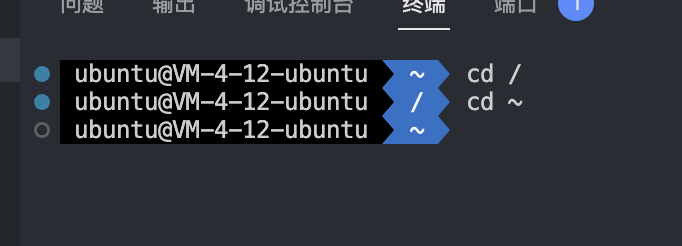 问题 输出 调试控制台 终端 端口 1
ubuntu@VM-4-12-ubuntu ~ cd /
ubuntu@VM-4-12-ubuntu / cd ~
ubuntu@VM-4-12-ubuntu ~